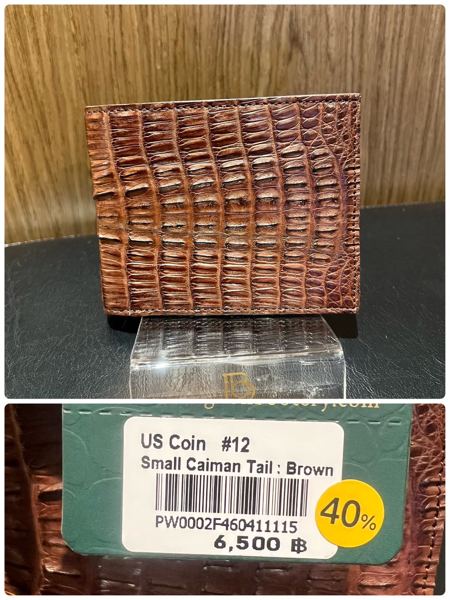 B
US Coin #12
Small Caiman Tail : Brown
PW0002F460411115
6,500 ฿
40%